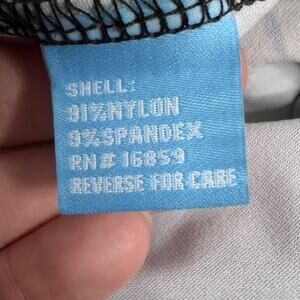 SHELL:
91%NYLON
9%SPANDEX
RN# 16859
REVERSE FOR CARE